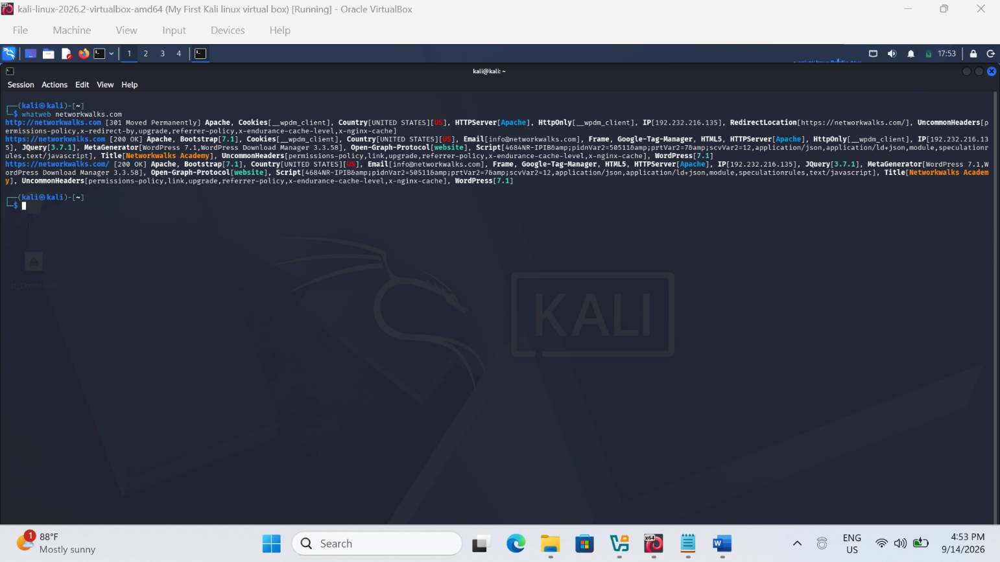 kali-linux-2026.2-virtualbox-amd64 (My First Kali linux virtual box) [Running] - Oracle VirtualBox
File Machine View Input Devices Help
1 2 3 4 17:53
kali@kali: ~
Session Actions Edit View Help
┌──(kali㉿kali)-[~]
└─$ whatweb networkwalks.com
http://networkwalks.com [301 Moved Permanently] Apache, Cookies[__wpdm_client], Country[UNITED STATES][US], HTTPServer[Apache], HttpOnly[__wpdm_client], IP[192.232.216.135], RedirectLocation[https://networkwalks.com/], UncommonHeaders[p
ermissions-policy,x-redirect-by,upgrade,referrer-policy,x-endurance-cache-level,x-nginx-cache]
https://networkwalks.com [200 OK] Apache, Bootstrap[7.1], Cookies[__wpdm_client], Country[UNITED STATES][US], Email[info@networkwalks.com], Frame, Google-Tag-Manager, HTML5, HTTPServer[Apache], HttpOnly[__wpdm_client], IP[192.232.216.13
5], JQuery[3.7.1], MetaGenerator[WordPress 7.1,WordPress Download Manager 3.3.58], Open-Graph-Protocol[website], Script[4684NR-IPIB&amp;pidnVar2=50511&amp;prtVar2=7&amp;scvVar2=12,application/json,application/ld+json,module,speculationr
ules,text/javascript], Title[Networkwalks Academy], UncommonHeaders[permissions-policy,link,upgrade,referrer-policy,x-endurance-cache-level,x-nginx-cache], WordPress[7.1]
https://networkwalks.com/ [200 OK] Apache, Bootstrap[7.1], Country[UNITED STATES][US], Email[info@networkwalks.com], Frame, Google-Tag-Manager, HTML5, HTTPServer[Apache], IP[192.232.216.135], JQuery[3.7.1], MetaGenerator[WordPress 7.1,W
ordPress Download Manager 3.3.58], Open-Graph-Protocol[website], Script[4684NR-IPIB&amp;pidnVar2=50511&amp;prtVar2=7&amp;scvVar2=12,application/json,application/ld+json,module,speculationrules,text/javascript], Title[Networkwalks Academ
y], UncommonHeaders[permissions-policy,link,upgrade,referrer-policy,x-endurance-cache-level,x-nginx-cache], WordPress[7.1]
┌──(kali㉿kali)-[~]
└─$
Trash
sf_Downloads
KALI
1
88°F
Mostly sunny
Search
x64
W
ENG
US
4:53 PM
9/14/2026